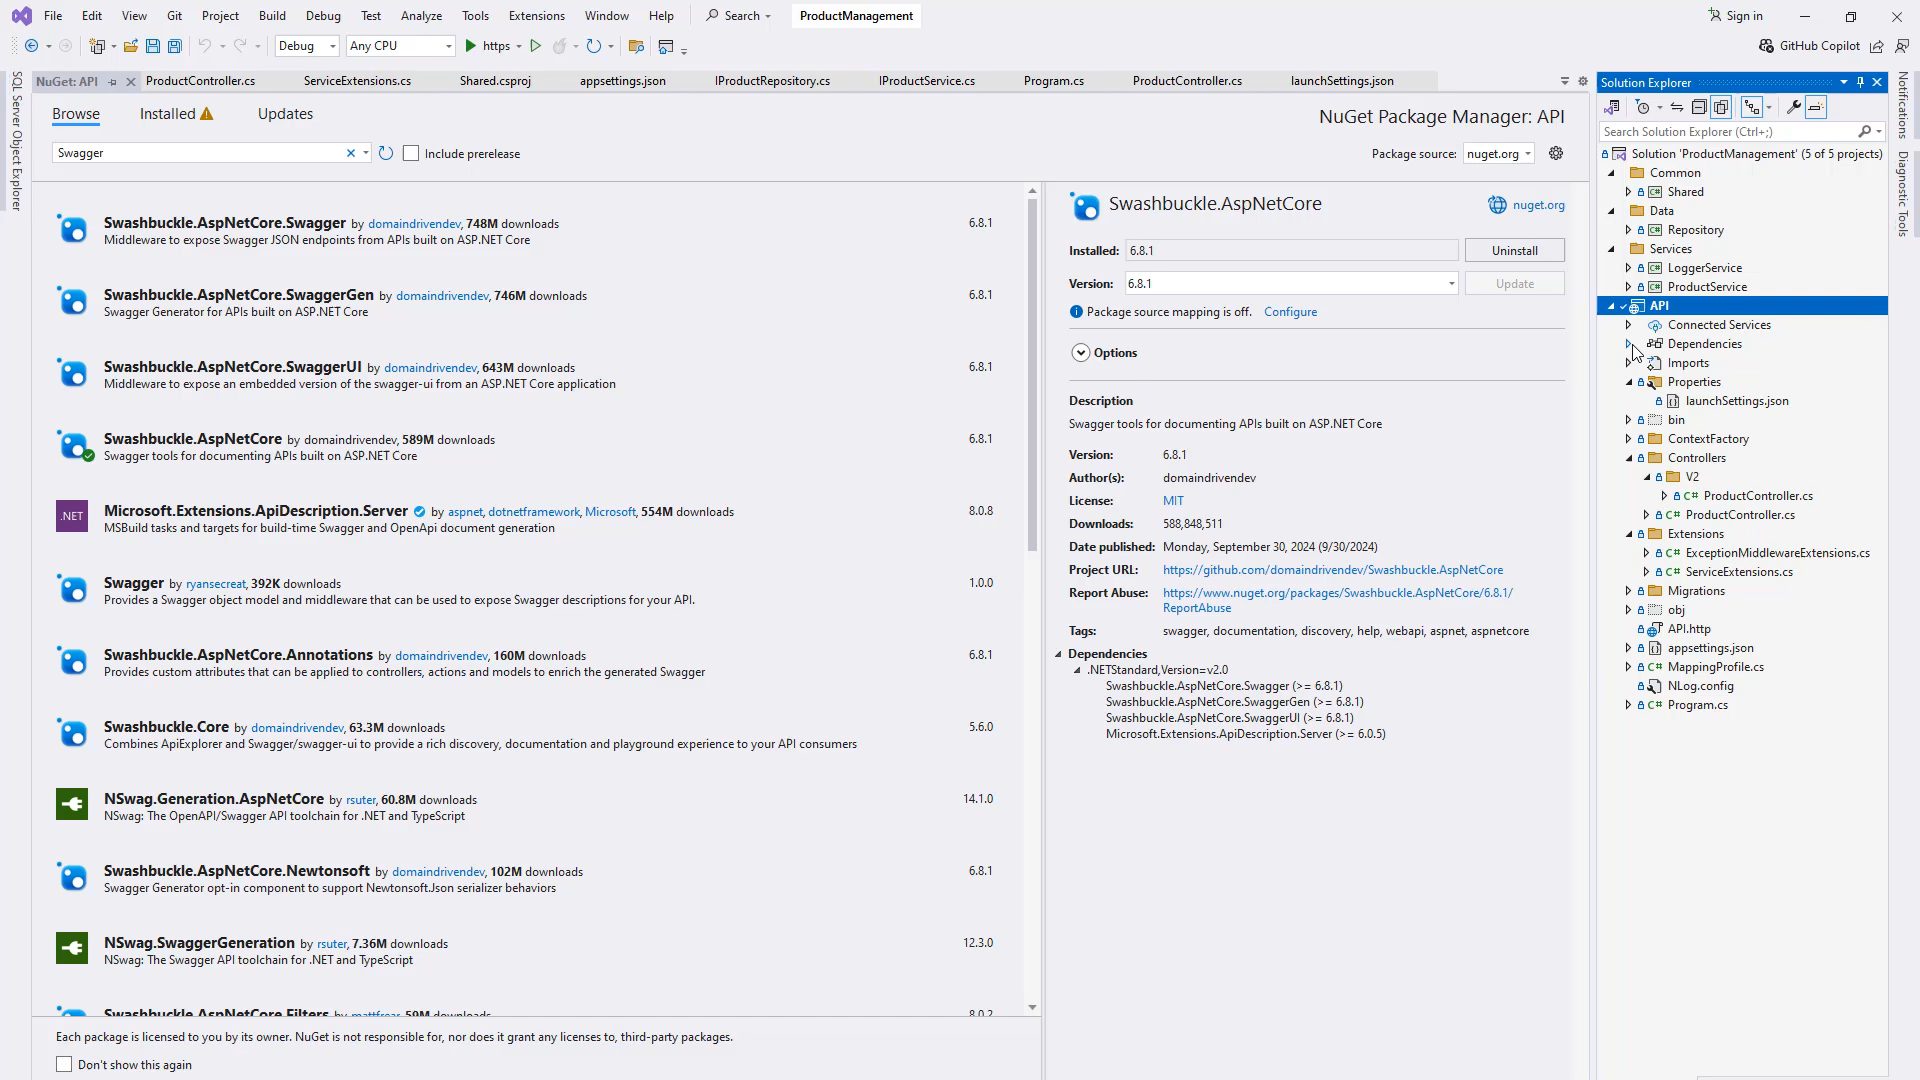 File Edit View Git Project Build Debug Test Analyze Tools Extensions Window Help Search ProductManagement Sign in
Debug Any CPU https GitHub Copilot
SQL Server Object Explorer
NuGet: API ProductController.cs ServiceExtensions.cs Shared.csproj appsettings.json IProductRepository.cs IProductService.cs Program.cs ProductController.cs launchSettings.json
Browse Installed Updates
NuGet Package Manager: API
Swagger
Include prerelease
Package source: nuget.org
Swashbuckle.AspNetCore.Swagger by domaindrivendev, 748M downloads 6.8.1
Middleware to expose Swagger JSON endpoints from APIs built on ASP.NET Core
Swashbuckle.AspNetCore.SwaggerGen by domaindrivendev, 746M downloads 6.8.1
Swagger Generator for APIs built on ASP.NET Core
Swashbuckle.AspNetCore.SwaggerUI by domaindrivendev, 643M downloads 6.8.1
Middleware to expose an embedded version of the swagger-ui from an ASP.NET Core application
Swashbuckle.AspNetCore by domaindrivendev, 589M downloads 6.8.1
Swagger tools for documenting APIs built on ASP.NET Core
.NET
Microsoft.Extensions.ApiDescription.Server by aspnet, dotnetframework, Microsoft, 554M downloads 8.0.8
MSBuild tasks and targets for build-time Swagger and OpenApi document generation
Swagger by ryansecreat, 392K downloads 1.0.0
Provides a Swagger object model and middleware that can be used to expose Swagger descriptions for your API.
Swashbuckle.AspNetCore.Annotations by domaindrivendev, 160M downloads 6.8.1
Provides custom attributes that can be applied to controllers, actions and models to enrich the generated Swagger
Swashbuckle.Core by domaindrivendev, 63.3M downloads 5.6.0
Combines ApiExplorer and Swagger/swagger-ui to provide a rich discovery, documentation and playground experience to your API consumers
NSwag.Generation.AspNetCore by rsuter, 60.8M downloads 14.1.0
NSwag: The OpenAPI/Swagger API toolchain for .NET and TypeScript
Swashbuckle.AspNetCore.Newtonsoft by domaindrivendev, 102M downloads 6.8.1
Swagger Generator opt-in component to support Newtonsoft.Json serializer behaviors
NSwag.SwaggerGeneration by rsuter, 7.36M downloads 12.3.0
NSwag: The Swagger API toolchain for .NET and TypeScript
Swashbuckle.AspNetCore.Filters by mattfrear, 59M downloads 8.0.2
Each package is licensed to you by its owner. NuGet is not responsible for, nor does it grant any licenses to, third-party packages.
Don't show this again
Swashbuckle.AspNetCore
nuget.org
Installed: 6.8.1 Uninstall
Version: 6.8.1 Update
Package source mapping is off. Configure
Options
Description
Swagger tools for documenting APIs built on ASP.NET Core
Version: 6.8.1
Author(s): domaindrivendev
License: MIT
Downloads: 588,848,511
Date published: Monday, September 30, 2024 (9/30/2024)
Project URL: https://github.com/domaindrivendev/Swashbuckle.AspNetCore
Report Abuse: https://www.nuget.org/packages/Swashbuckle.AspNetCore/6.8.1/
ReportAbuse
Tags: swagger, documentation, discovery, help, webapi, aspnet, aspnetcore
Dependencies
.NETStandard,Version=v2.0
Swashbuckle.AspNetCore.Swagger (>= 6.8.1)
Swashbuckle.AspNetCore.SwaggerGen (>= 6.8.1)
Swashbuckle.AspNetCore.SwaggerUI (>= 6.8.1)
Microsoft.Extensions.ApiDescription.Server (>= 6.0.5)
Solution Explorer
Search Solution Explorer (Ctrl+;)
Solution 'ProductManagement' (5 of 5 projects)
Common
C# Shared
Data
C# Repository
Services
C# LoggerService
C# ProductService
API
Connected Services
Dependencies
Imports
Properties
launchSettings.json
bin
ContextFactory
Controllers
V2
C# ProductController.cs
C# ProductController.cs
Extensions
C# ExceptionMiddlewareExtensions.cs
C# ServiceExtensions.cs
Migrations
obj
API.http
appsettings.json
C# MappingProfile.cs
NLog.config
C# Program.cs
Notifications
Diagnostic Tools